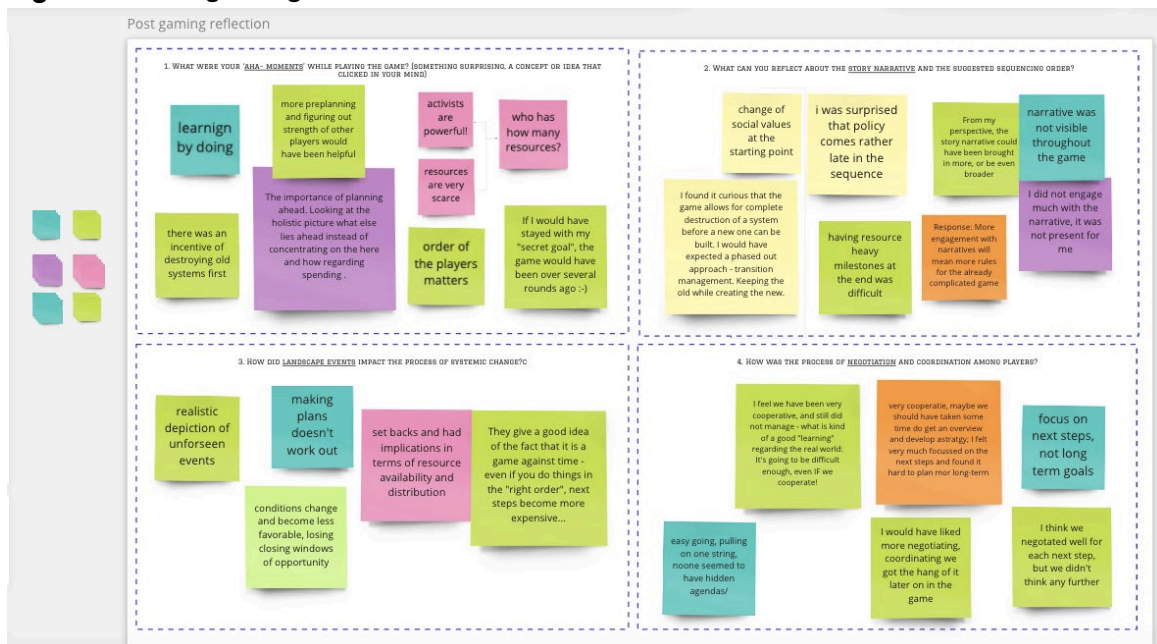 Post gaming reflection
1. What were your 'aha- moments' while playing the game? (something surprising, a concept or idea that
clicked in your mind)
learnign
by doing
more preplanning
and figuring out
strength of other
players would
have been helpful
activists
are
powerful!
who has
how many
resources?
resources
are very
scarce
there was an
incentive of
destroying old
systems first
The importance of planning
ahead. Looking at the
holistic picture what else
lies ahead instead of
concentrating on the here
and how regarding
spending .
order of
the players
matters
If I would have
stayed with my
"secret goal", the
game would have
been over several
rounds ago :-)
2. What can you reflect about the story narrative and the suggested sequencing order?
change of
social values
at the
starting point
i was surprised
that policy
comes rather
late in the
sequence
From my
perspective, the
story narrative could
have been brought
in more, or be even
broader
narrative was
not visible
throughout
the game
I found it curious that the
game allows for complete
destruction of a system
before a new one can be
built. I would have
expected a phased out
approach - transition
management. Keeping the
old while creating the new.
having resource
heavy
milestones at
the end was
difficult
Response: More
engagement with
narratives will
mean more rules
for the already
complicated game
I did not engage
much with the
narrative, it was
not present for
me
3. How did landscape events impact the process of systemic change?c
realistic
depiction of
unforseen
events
making
plans
doesn't
work out
set backs and had
implications in
terms of resource
availability and
distribution
They give a good idea
of the fact that it is a
game against time -
even if you do things in
the "right order", next
steps become more
expensive...
conditions change
and become less
favorable, losing
closing windows
of opportunity
4. How was the process of negotiation and coordination among players?
I feel we have been very
cooperative, and still did
not manage - what is kind
of a good "learning"
regarding the real world:
It's going to be difficult
enough, even IF we
cooperate!
very cooperatie, maybe we
should have taken some
time do get an overview
and develop astratgy, I felt
very much focussed on the
next steps and found it
hard to plan mor long-term
focus on
next steps,
not long
term goals
easy going, pulling
on one string,
noone seemed to
have hidden
agendas/
I would have liked
more negotiating,
coordinating we
got the hang of it
later on in the
game
I think we
negotated well for
each next step,
but we didn't
think any further